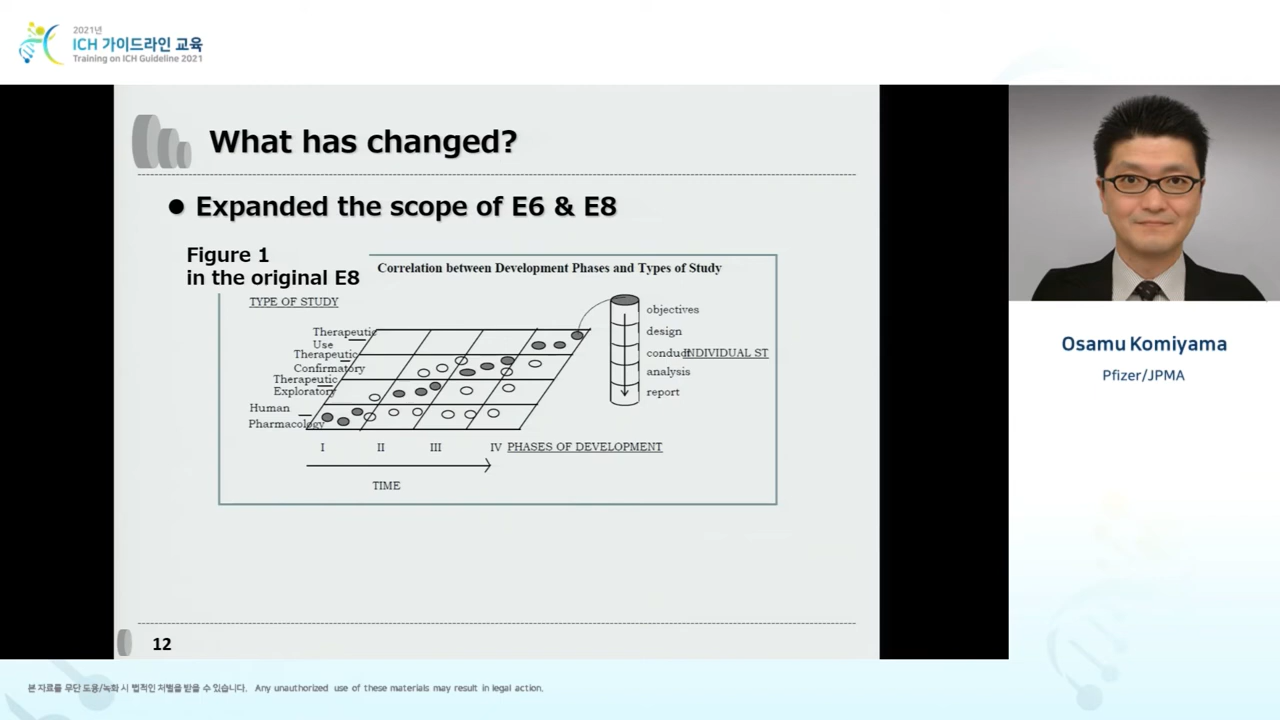 2021년
ICH 가이드라인 교육
Training on ICH Guideline 2021
What has changed?
● Expanded the scope of E6 & E8
Figure 1
in the original E8
Correlation between Development Phases and Types of Study
TYPE OF STUDY
Therapeutic
Use
Therapeutic
Confirmatory
Therapeutic
Exploratory
Human
Pharmacology
objectives
design
conduct
INDIVIDUAL ST
analysis
report
I II III IV PHASES OF DEVELOPMENT
TIME
12
Osamu Komiyama
Pfizer/JPMA
본 자료를 무단 도용/녹화 시 법적인 처벌을 받을 수 있습니다. Any unauthorized use of these materials may result in legal action.